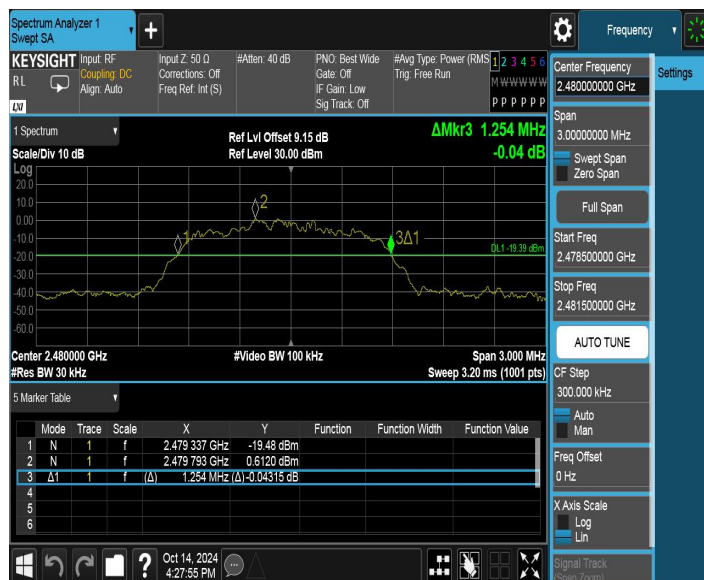 Spectrum Analyzer 1
Swept SA
+
Frequency
KEYSIGHT
Input: RF
Coupling: DC
Align: Auto
Input Z: 50 Ω
Corrections: Off
Freq Ref: Int (S)
#Atten: 40 dB
PNO: Best Wide
Gate: Off
IF Gain: Low
Sig Track: Off
#Avg Type: Power (RMS
Trig: Free Run
1 2 3 4 5 6
M W W W W W
P P P P P P
R L
LXI
1 Spectrum
Scale/Div 10 dB
Ref Lvl Offset 9.15 dB
Ref Level 30.00 dBm
ΔMkr3 1.254 MHz
-0.04 dB
Log
20.0
10.0
0.00
-10.0
-20.0
-30.0
-40.0
-50.0
-60.0
1
2
3Δ1
DL1 -19.39 dBm
Center 2.480000 GHz
#Res BW 30 kHz
#Video BW 100 kHz
Span 3.000 MHz
Sweep 3.20 ms (1001 pts)
5 Marker Table
Mode Trace Scale X Y Function Function Width Function Value
1 N 1 f 2.479 337 GHz -19.48 dBm
2 N 1 f 2.479 793 GHz 0.6120 dBm
3 Δ1 1 f (Δ) 1.254 MHz (Δ) -0.04315 dB
4
5
6
?
Oct 14, 2024
4:27:55 PM
Center Frequency
2.480000000 GHz
Span
3.00000000 MHz
Swept Span
Zero Span
Full Span
Start Freq
2.478500000 GHz
Stop Freq
2.481500000 GHz
AUTO TUNE
CF Step
300.000 kHz
Auto
Man
Freq Offset
0 Hz
X Axis Scale
Log
Lin
Signal Track
(Span Zoom)
Settings